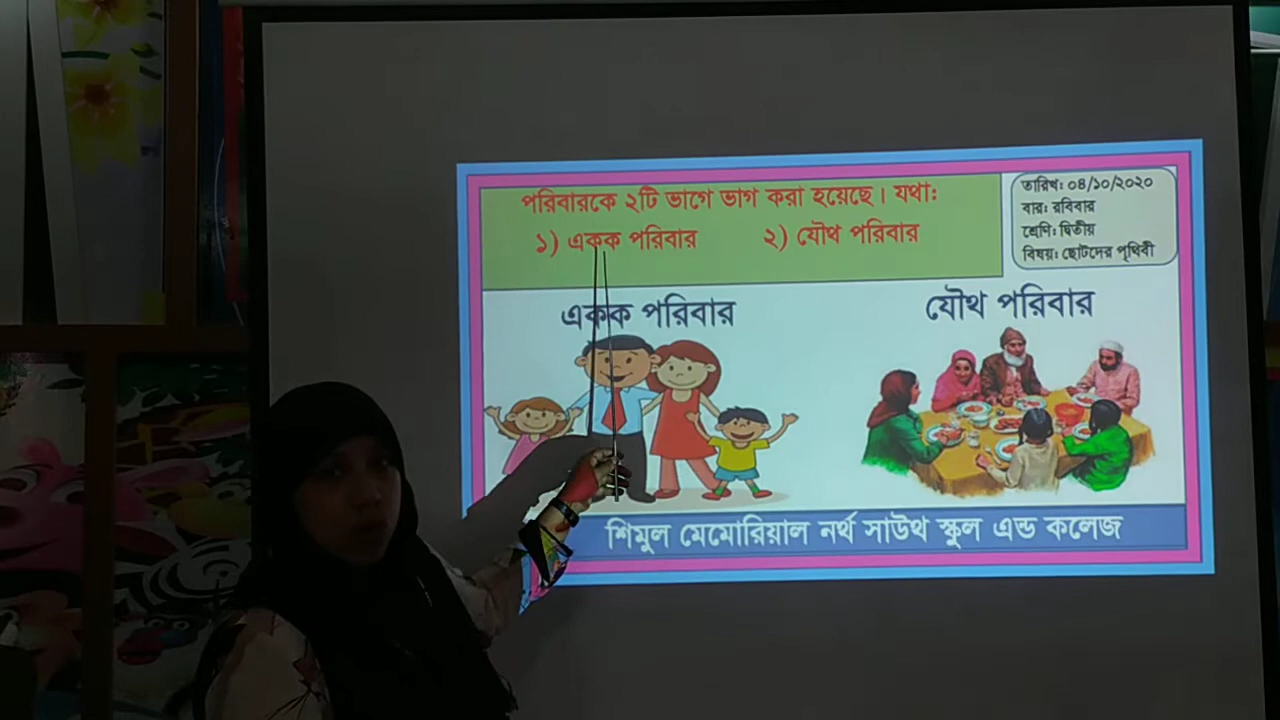 পরিবারকে ২টি ভাগে ভাগ করা হয়েছে। যথা:
১) একক পরিবার ২) যৌথ পরিবার
তারিখ: ০৪/১০/২০২০
বার: রবিবার
শ্রেণি: দ্বিতীয়
বিষয়: ছোটদের পৃথিবী
একক পরিবার
যৌথ পরিবার
শিমুল মেমোরিয়াল নর্থ সাউথ স্কুল এন্ড কলেজ